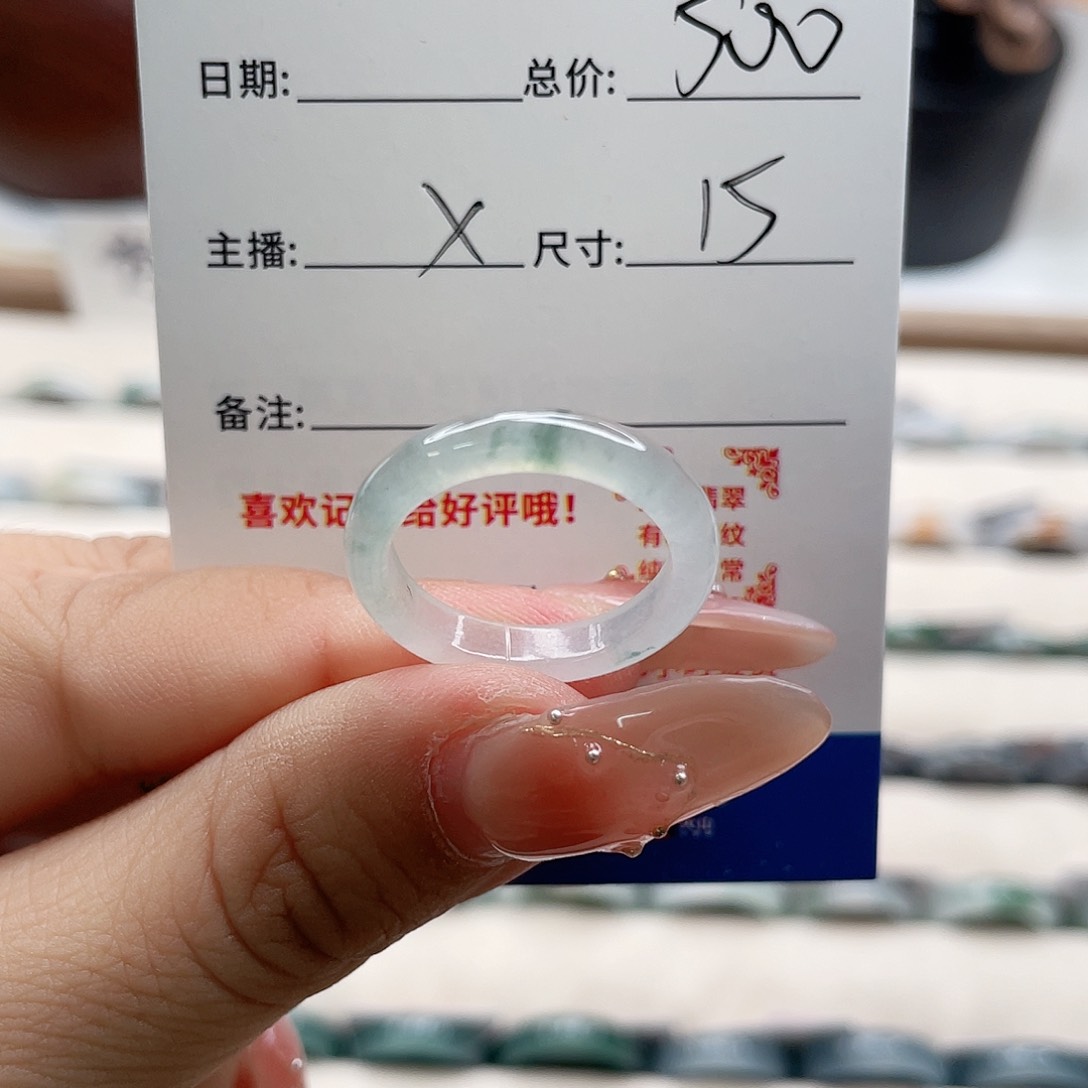 日期: 总价: 500
主播: X 尺寸: 15
备注:
喜欢记 给好评哦! 翡翠
有 纹
纯 常